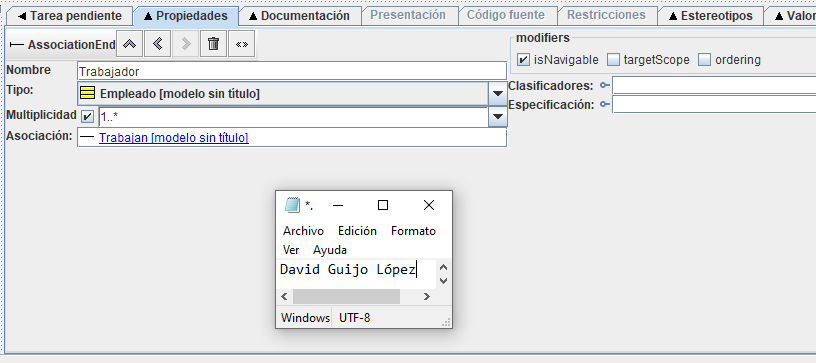 Tarea pendiente Propiedades Documentación Presentación Código fuente Restricciones Estereotipos Valor
AssociationEnd
modifiers
isNavigable targetScope ordering
Nombre Trabajador
Tipo: Empleado [modelo sin título]
Clasificadores:
Multiplicidad 1..*
Especificación:
Asociación: Trabajan [modelo sin título]
*.
Archivo Edición Formato
Ver Ayuda
David Guijo López
Windows UTF-8